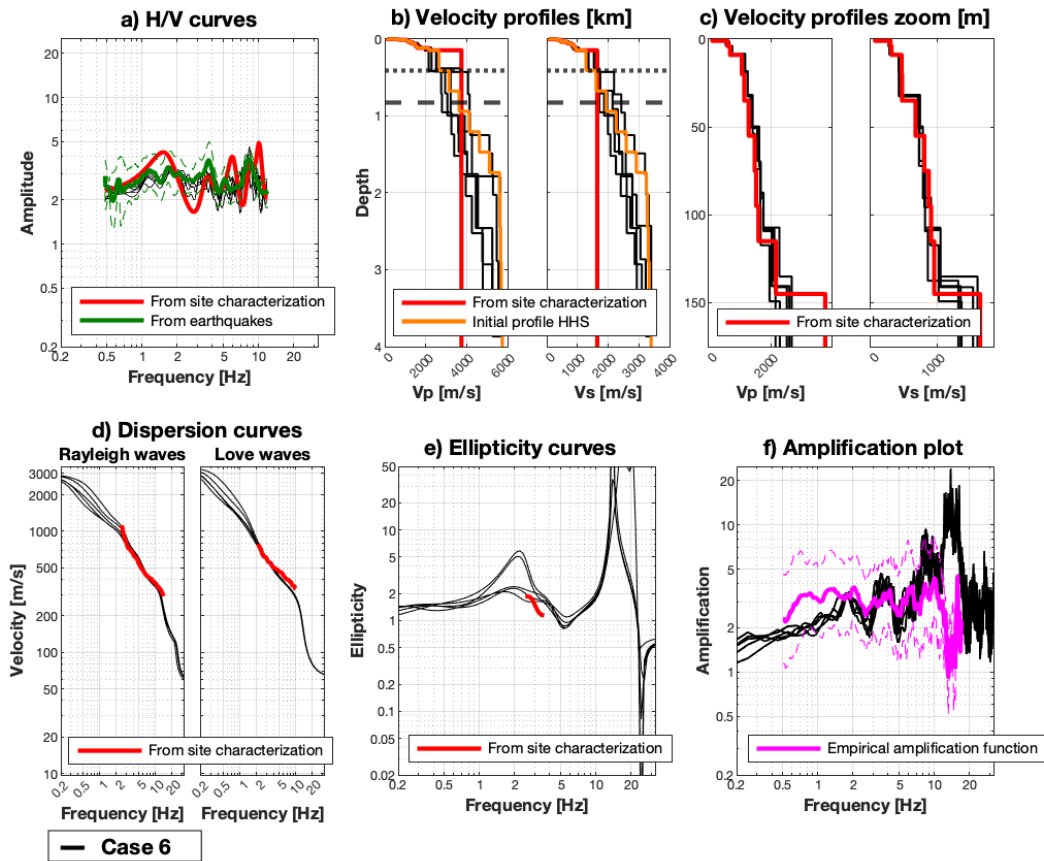 a) H/V curves
Amplitude
20
10
5
2
1
0.5
0.2
0.2 0.5 1 2 5 10 20
Frequency [Hz]
From site characterization
From earthquakes
b) Velocity profiles [km]
Depth
0
1
2
3
4
0 2000 4000 6000
Vp [m/s]
0 1000 2000 3000 4000
Vs [m/s]
From site characterization
Initial profile HHS
c) Velocity profiles zoom [m]
0
50
100
150
0 2000
Vp [m/s]
0 1000
Vs [m/s]
From site characterization
d) Dispersion curves
Rayleigh waves Love waves
Velocity [m/s]
3000
2000
1000
500
200
100
50
20
10
0.2 0.5 1 2 5 10 20
Frequency [Hz]
0.2 0.5 1 2 5 10 20
Frequency [Hz]
From site characterization
e) Ellipticity curves
Ellipticity
50
20
10
5
2
1
0.5
0.2
0.1
0.05
0.02
0.2 0.5 1 2 5 10 20
Frequency [Hz]
From site characterization
f) Amplification plot
Amplification
20
10
5
2
1
0.5
0.2
0.2 0.5 1 2 5 10 20
Frequency [Hz]
Empirical amplification function
Case 6